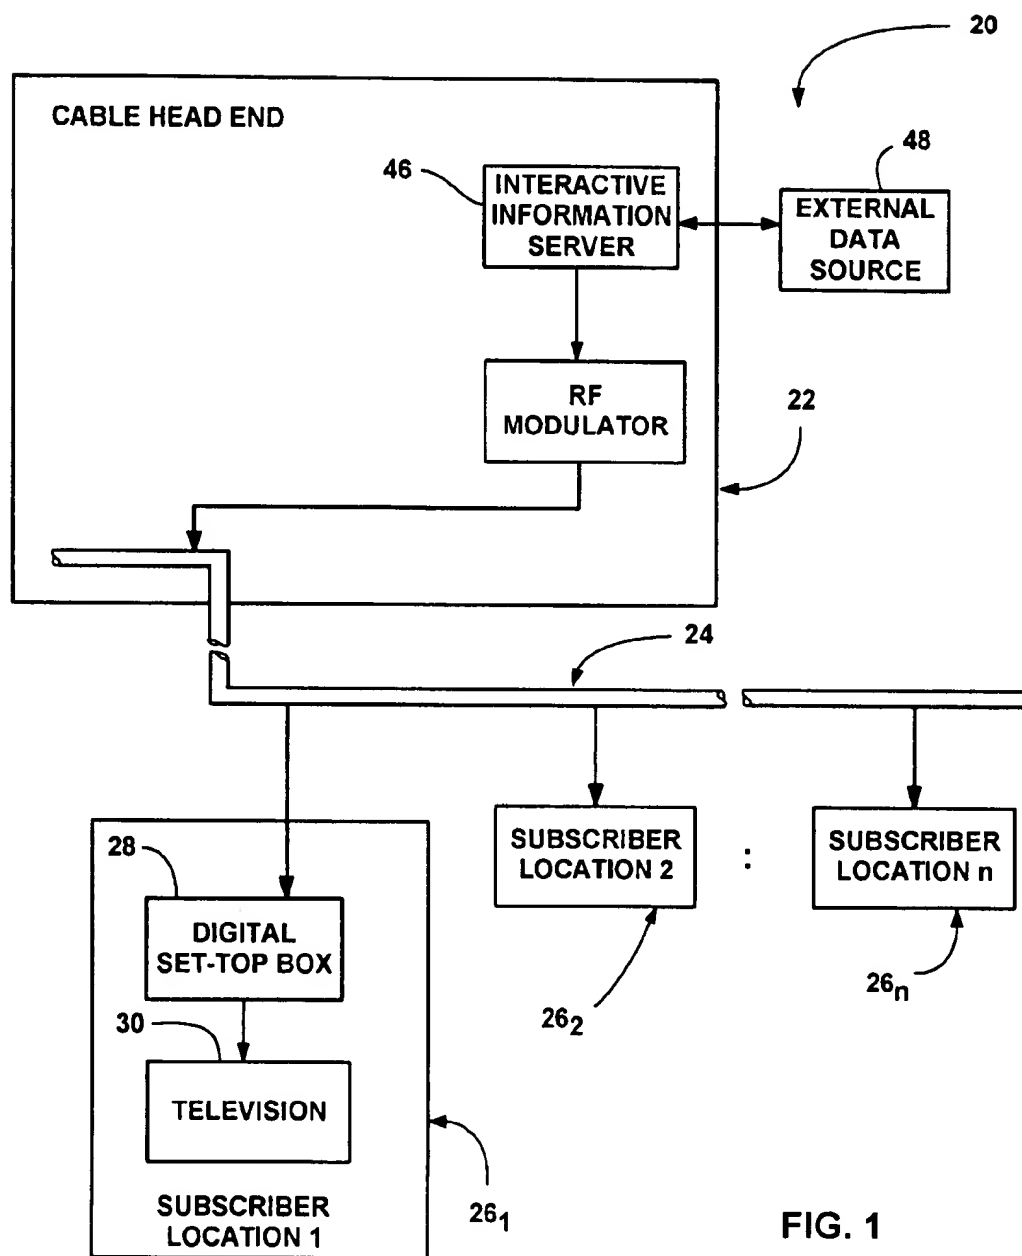 20
CABLE HEAD END
46
INTERACTIVE
INFORMATION
SERVER
48
EXTERNAL
DATA
SOURCE
RF
MODULATOR
22
24
28
DIGITAL
SET-TOP BOX
30
TELEVISION
SUBSCRIBER
LOCATION 1
26₁
SUBSCRIBER
LOCATION 2
26₂
:
SUBSCRIBER
LOCATION n
26ₙ
FIG. 1